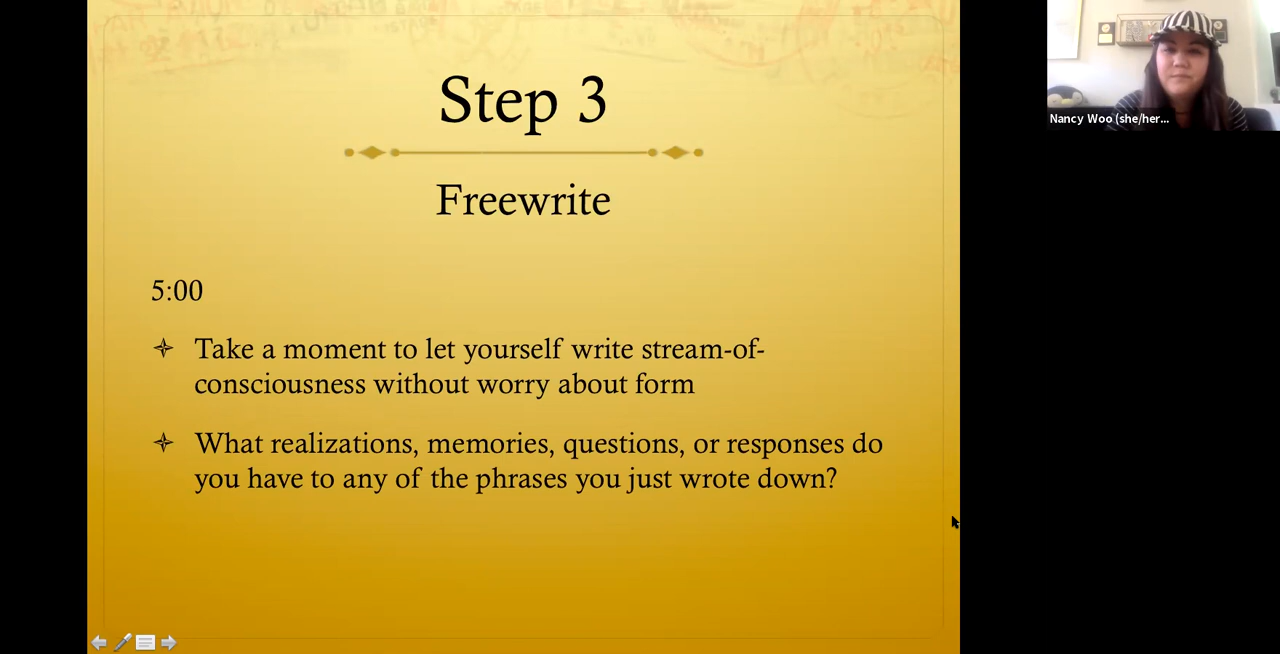 Step 3
Freewrite
5:00
Take a moment to let yourself write stream-of-
consciousness without worry about form
What realizations, memories, questions, or responses do
you have to any of the phrases you just wrote down?
Nancy Woo (she/her...